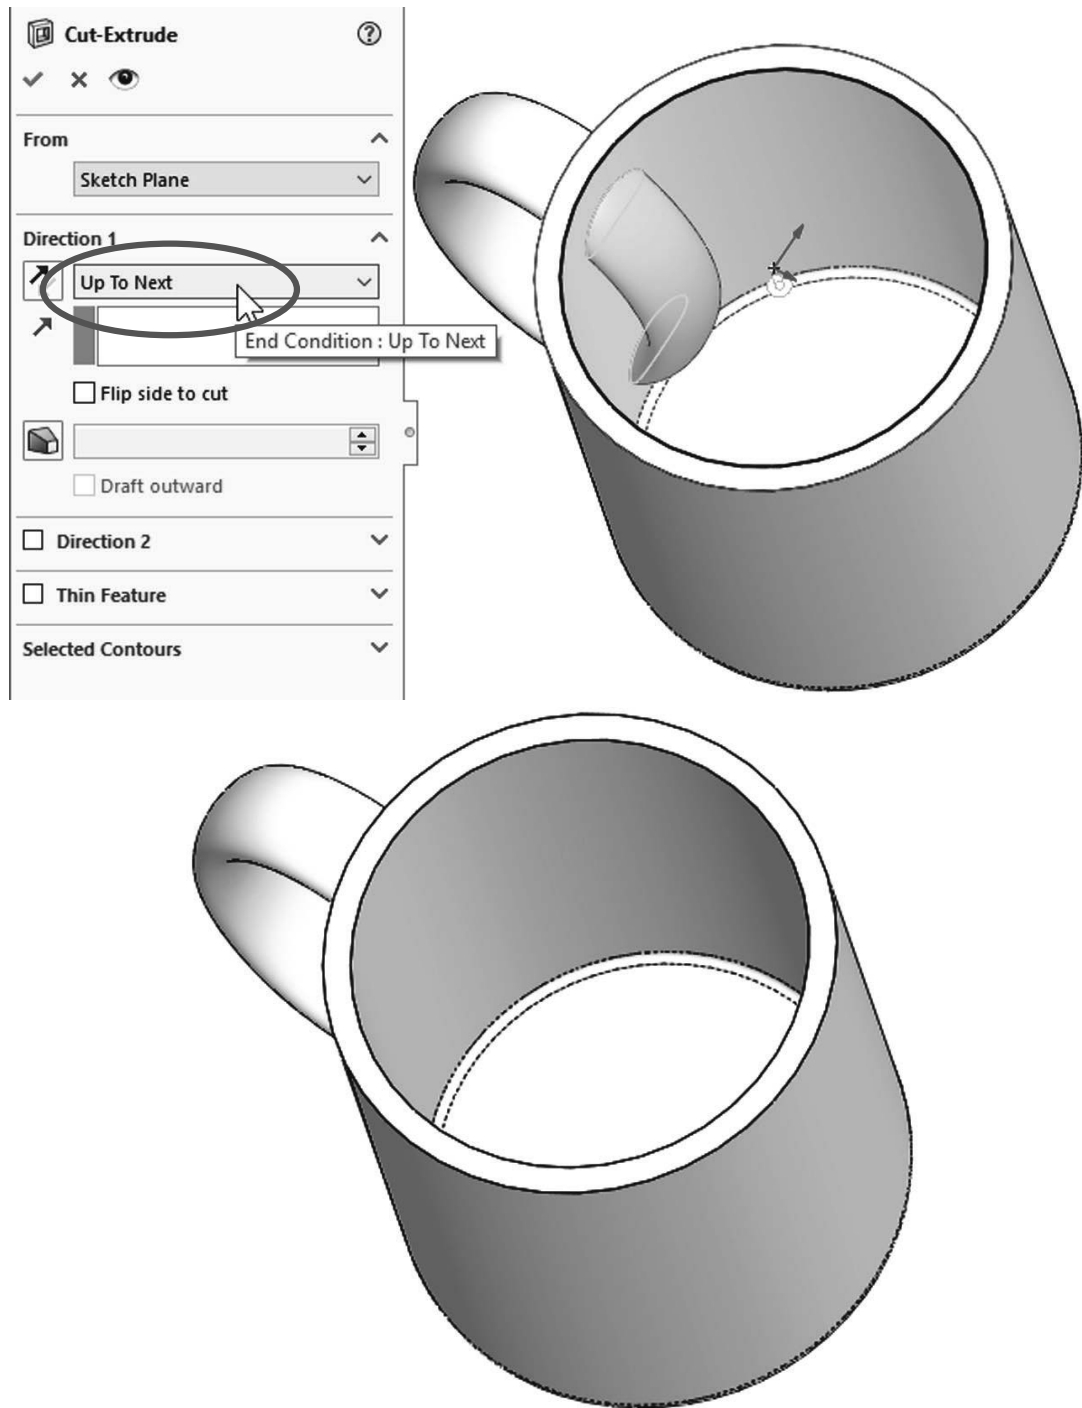 Cut-Extrude
From
Sketch Plane
Direction 1
Up To Next
End Condition : Up To Next
Flip side to cut
Draft outward
Direction 2
Thin Feature
Selected Contours